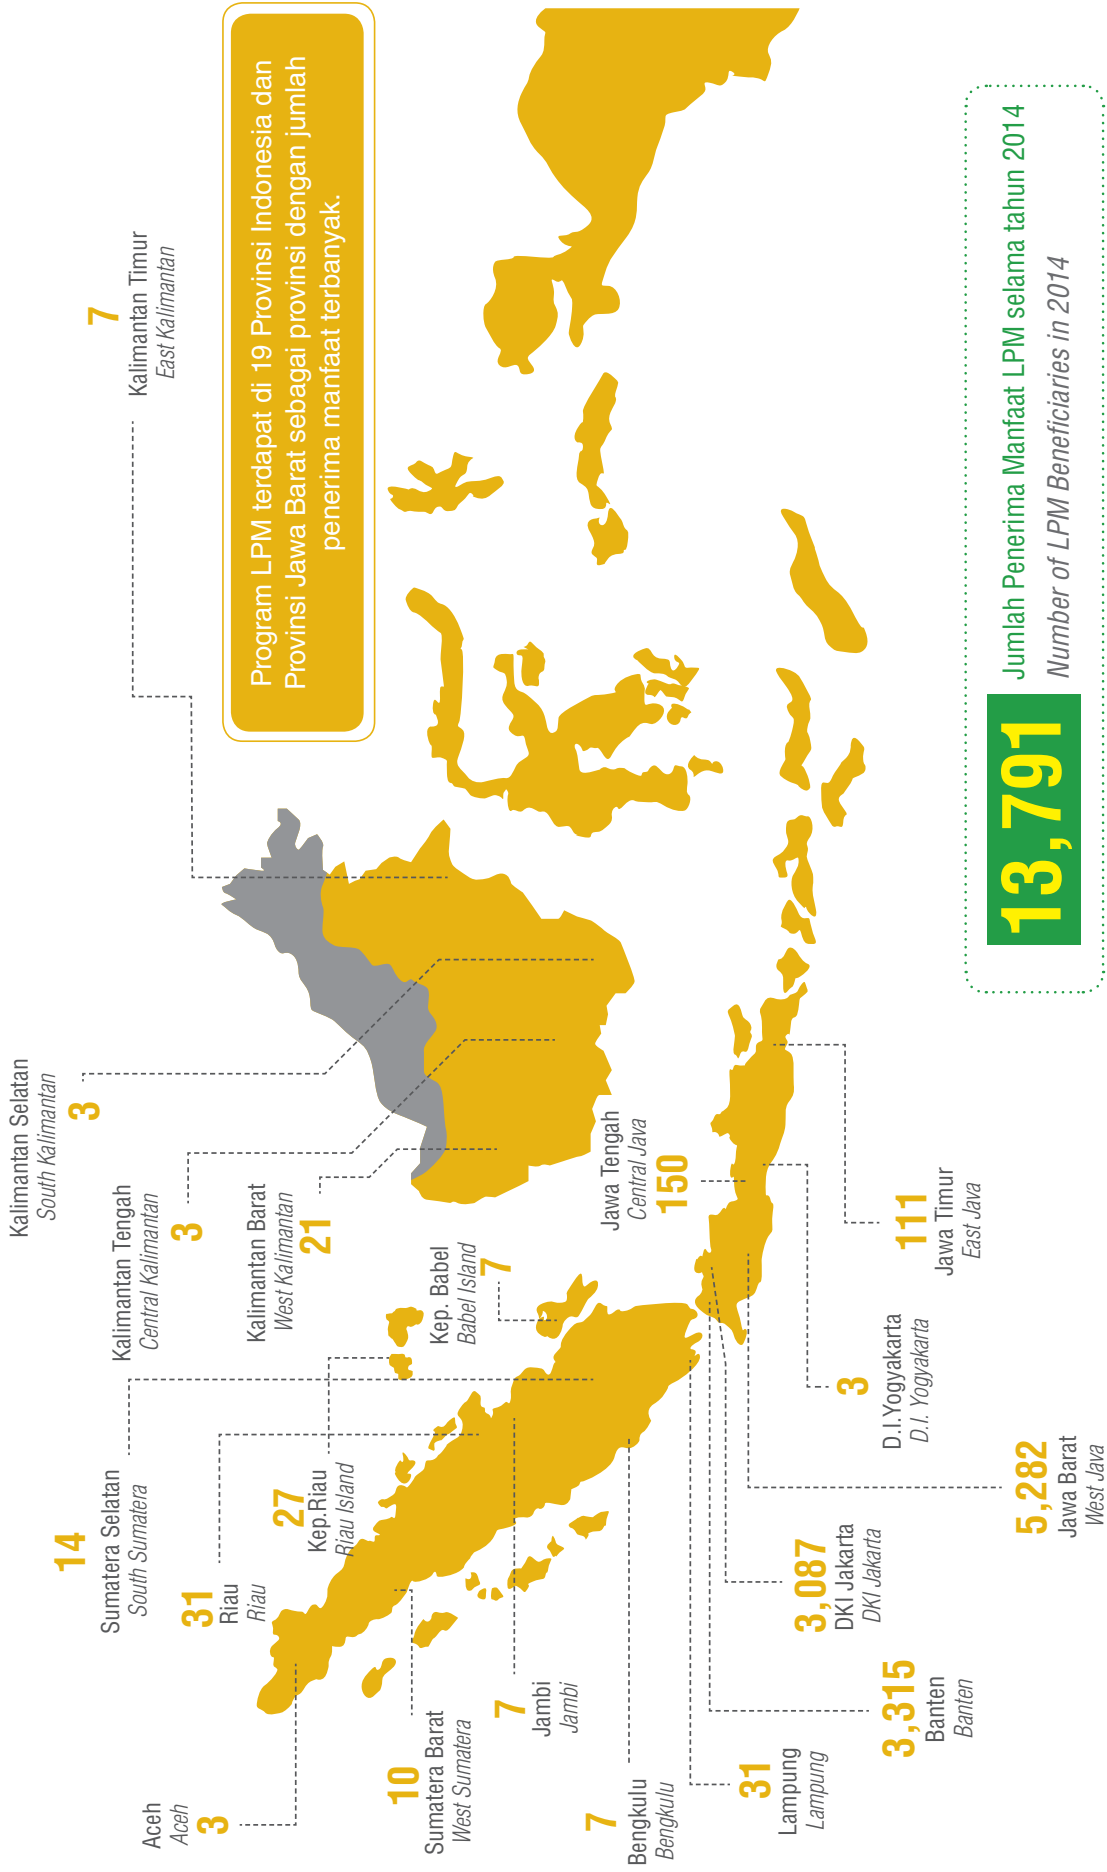 Aceh
Aceh
3
10
Sumatera Barat
West Sumatera
7
Bengkulu
Bengkulu
31
Lampung
Lampung
3,315
Banten
Banten
14
Sumatera Selatan
South Sumatera
31
Riau
Riau
27
Kep.Riau
Riau Island
7
Jambi
Jambi
3,087
DKI Jakarta
DKI Jakarta
5,282
Jawa Barat
West Java
Kep. Babel
Babel Island
7
3
D.I.Yogyakarta
D.I. Yogyakarta
Kalimantan Selatan
South Kalimantan
3
Kalimantan Tengah
Central Kalimantan
3
Kalimantan Barat
West Kalimantan
21
Jawa Tengah
Central Java
150
111
Jawa Timur
East Java
7
Kalimantan Timur
East Kalimantan
Program LPM terdapat di 19 Provinsi Indonesia dan
Provinsi Jawa Barat sebagai provinsi dengan jumlah
penerima manfaat terbanyak.
13,791
Jumlah Penerima Manfaat LPM selama tahun 2014
Number of LPM Beneficiaries in 2014